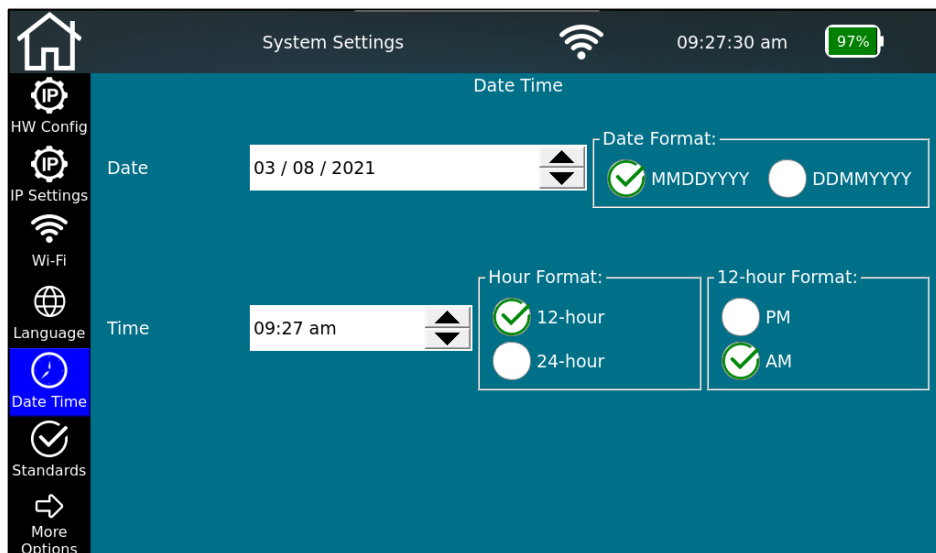 System Settings
09:27:30 am
97%
Date Time
IP
HW Config
IP
IP Settings
Wi-Fi
Language
Date Time
Standards
More
Options
Date
03 / 08 / 2021
Date Format:
MMDDYYYY
DDMMYYYY
Time
09:27 am
Hour Format:
12-hour
24-hour
12-hour Format:
PM
AM